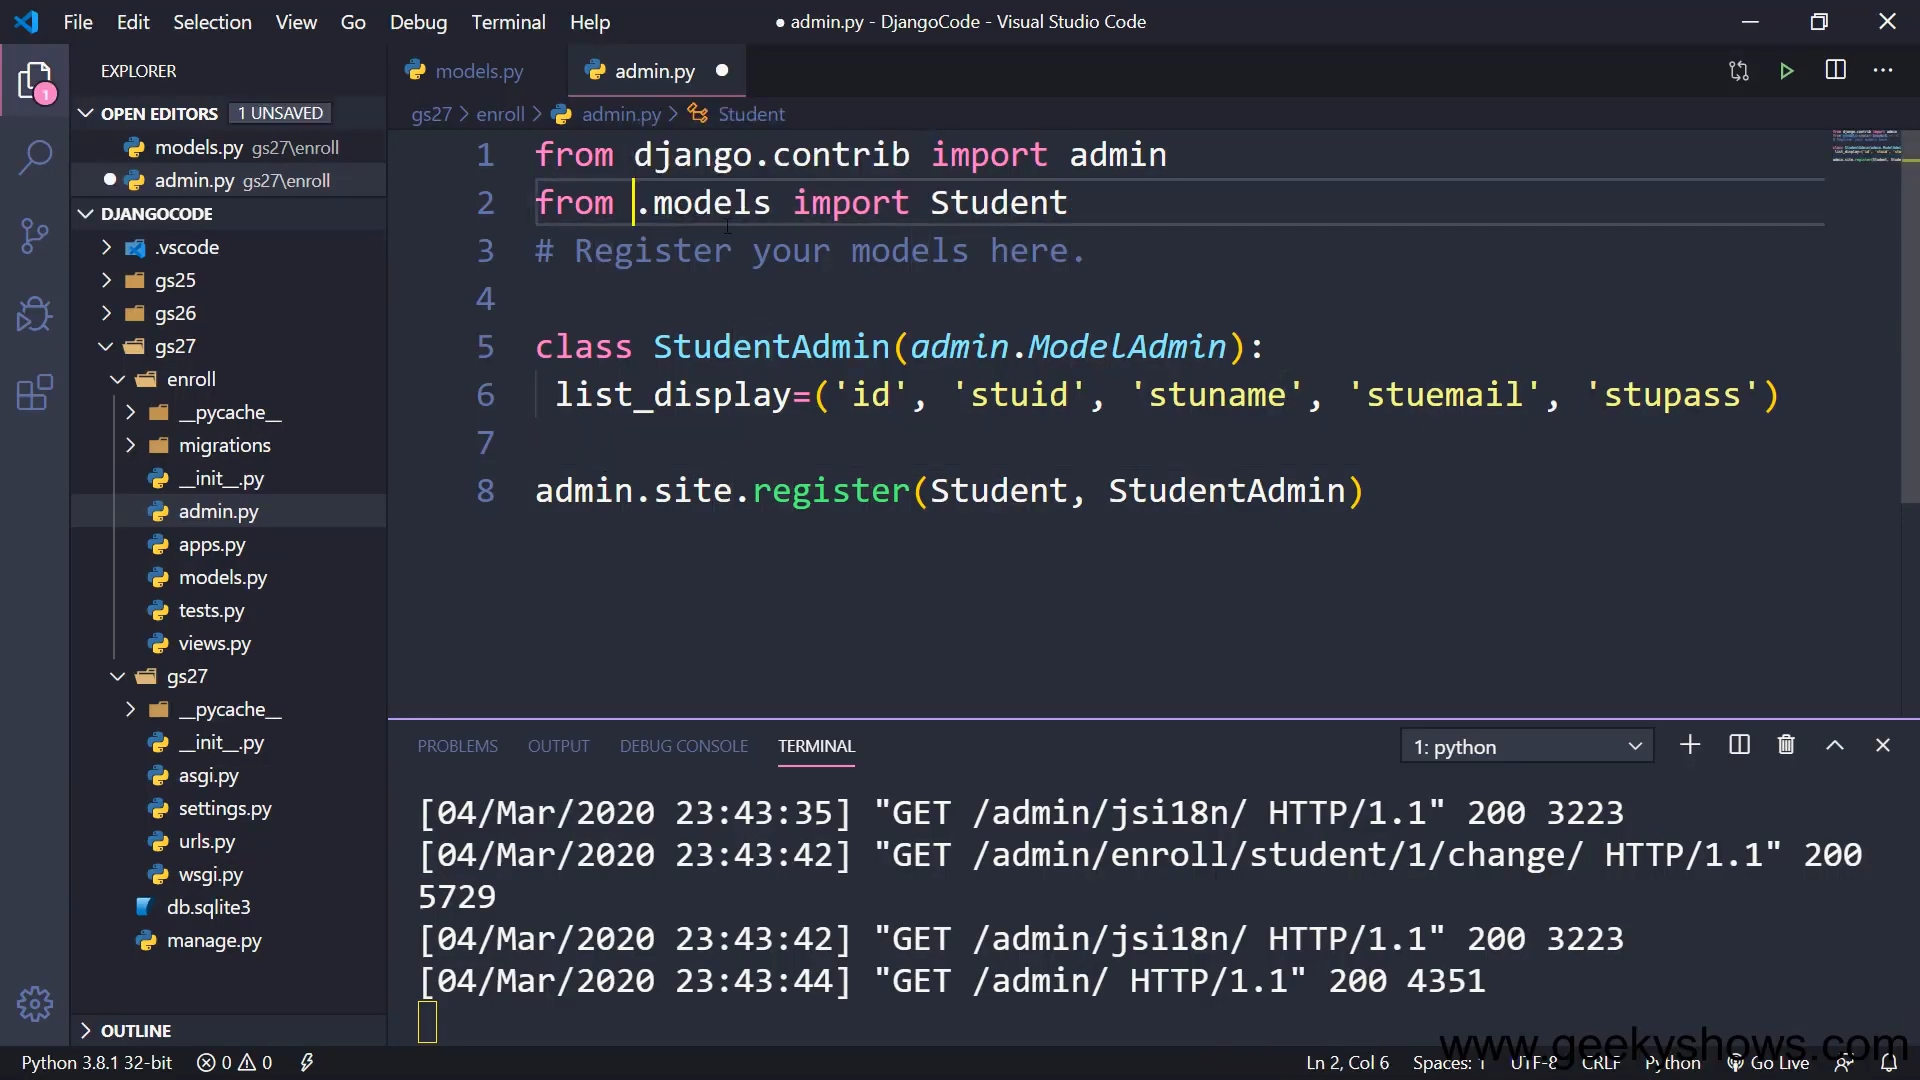 File Edit Selection View Go Debug Terminal Help
● admin.py - DjangoCode - Visual Studio Code
1
EXPLORER
OPEN EDITORS 1 UNSAVED
models.py gs27\enroll
admin.py gs27\enroll
DJANGOCODE
.vscode
gs25
gs26
gs27
enroll
__pycache__
migrations
__init__.py
admin.py
apps.py
models.py
tests.py
views.py
gs27
__pycache__
__init__.py
asgi.py
settings.py
urls.py
wsgi.py
db.sqlite3
manage.py
OUTLINE
models.py admin.py
gs27 > enroll > admin.py > Student
1 from django.contrib import admin
2 from .models import Student
3 # Register your models here.
4
5 class StudentAdmin(admin.ModelAdmin):
6 list_display=('id', 'stuid', 'stuname', 'stuemail', 'stupass')
7
8 admin.site.register(Student, StudentAdmin)
PROBLEMS OUTPUT DEBUG CONSOLE TERMINAL 1: python
[04/Mar/2020 23:43:35] "GET /admin/jsi18n/ HTTP/1.1" 200 3223
[04/Mar/2020 23:43:42] "GET /admin/enroll/student/1/change/ HTTP/1.1" 200
5729
[04/Mar/2020 23:43:42] "GET /admin/jsi18n/ HTTP/1.1" 200 3223
[04/Mar/2020 23:43:44] "GET /admin/ HTTP/1.1" 200 4351
www.geekyshows.com
Python 3.8.1 32-bit 0 0 Ln 2, Col 6 Spaces: 1 UTF-8 CRLF Python Go Live